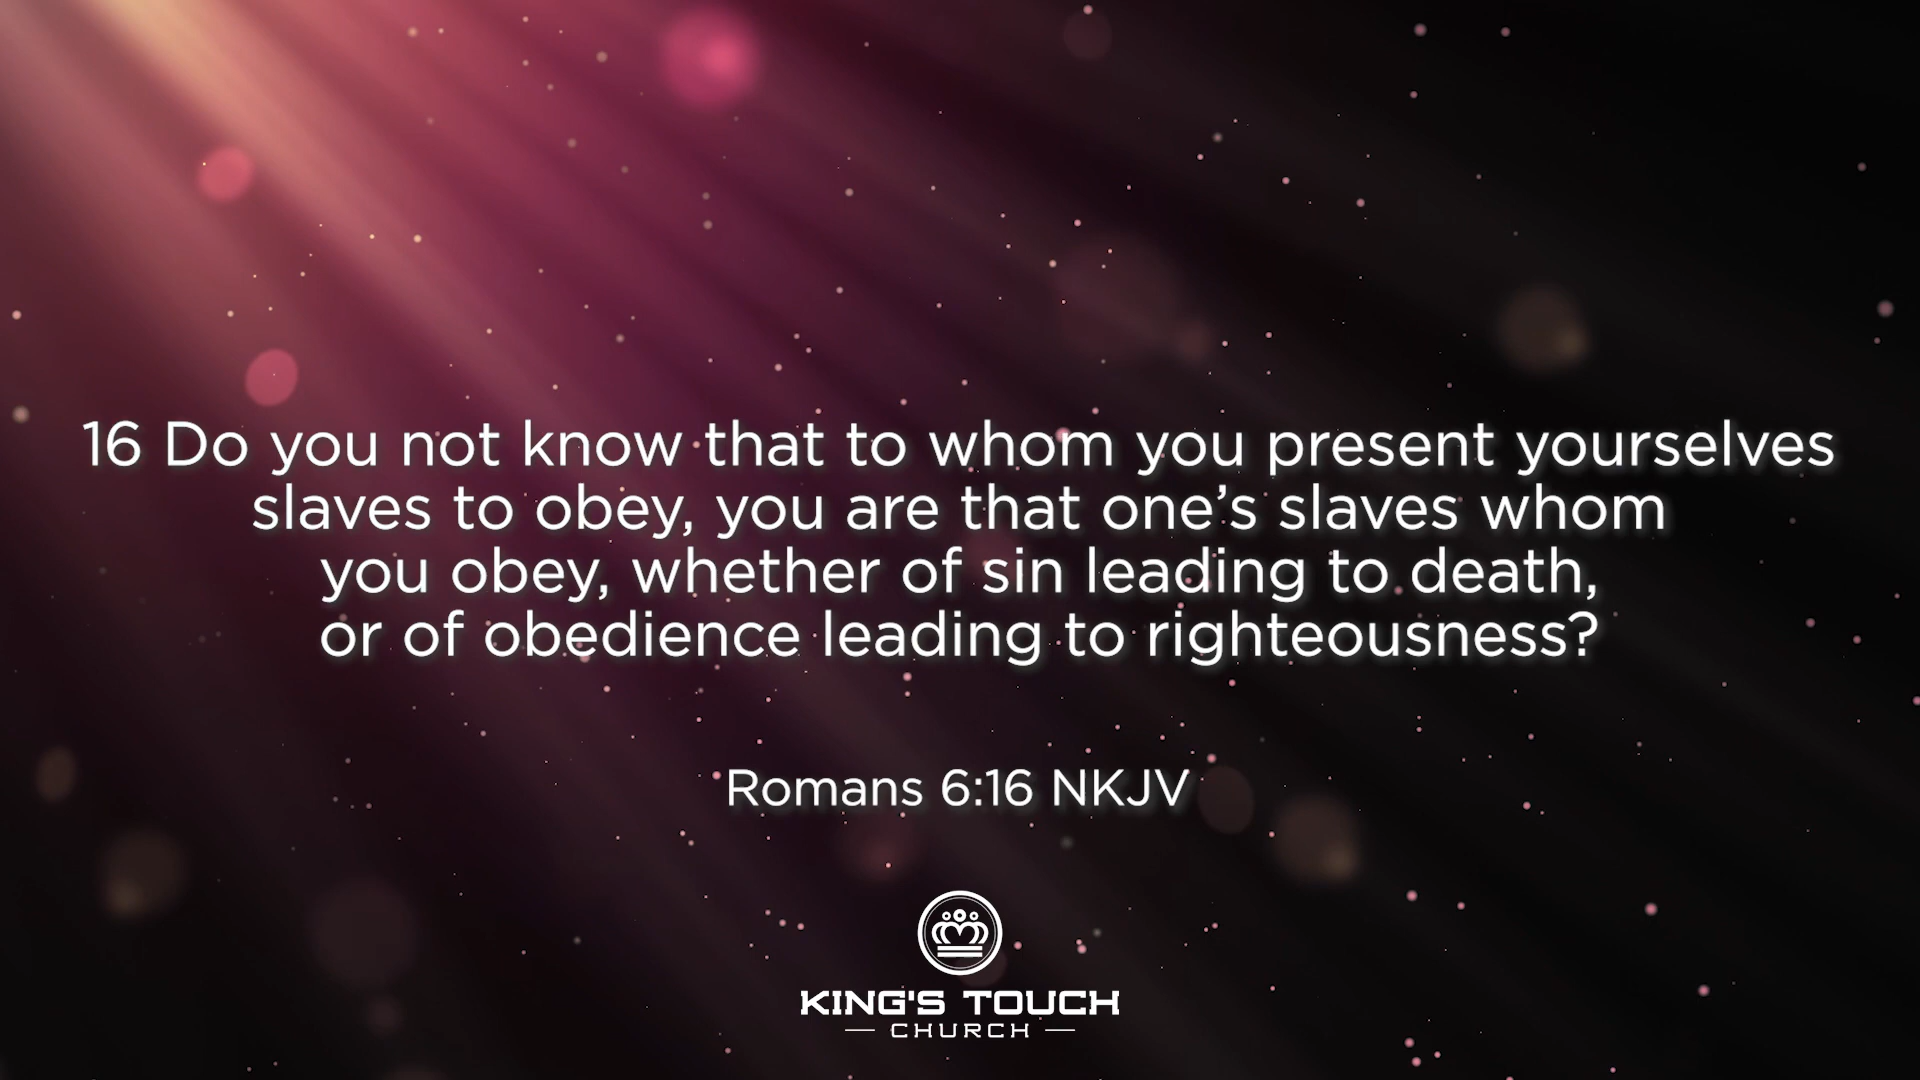 16 Do you not know that to whom you present yourselves
slaves to obey, you are that one’s slaves whom
you obey, whether of sin leading to death,
or of obedience leading to righteousness?
Romans 6:16 NKJV
KING'S TOUCH
CHURCH